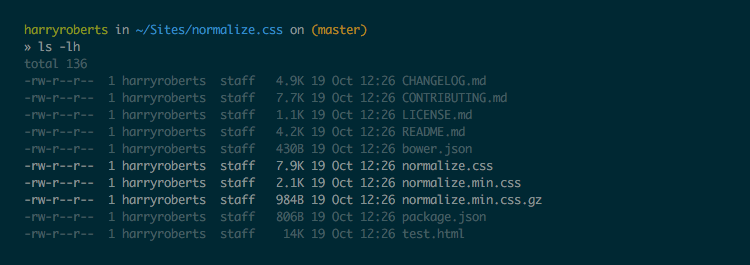 harryroberts in ~/Sites/normalize.css on (master)
» ls -lh
total 136
-rw-r--r--  1 harryroberts  staff   4.9K 19 Oct 12:26 CHANGELOG.md
-rw-r--r--  1 harryroberts  staff   7.7K 19 Oct 12:26 CONTRIBUTING.md
-rw-r--r--  1 harryroberts  staff   1.1K 19 Oct 12:26 LICENSE.md
-rw-r--r--  1 harryroberts  staff   4.2K 19 Oct 12:26 README.md
-rw-r--r--  1 harryroberts  staff   430B 19 Oct 12:26 bower.json
-rw-r--r--  1 harryroberts  staff   7.9K 19 Oct 12:26 normalize.css
-rw-r--r--  1 harryroberts  staff   2.1K 19 Oct 12:26 normalize.min.css
-rw-r--r--  1 harryroberts  staff   984B 19 Oct 12:26 normalize.min.css.gz
-rw-r--r--  1 harryroberts  staff   806B 19 Oct 12:26 package.json
-rw-r--r--  1 harryroberts  staff    14K 19 Oct 12:26 test.html